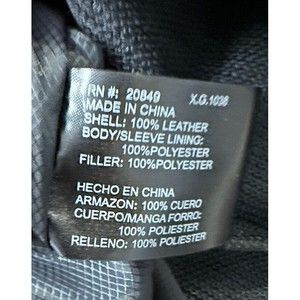 RN #: 20849 X.G.1038
MADE IN CHINA
SHELL: 100% LEATHER
BODY/SLEEVE LINING:
100%POLYESTER
FILLER: 100%POLYESTER
HECHO EN CHINA
ARMAZON: 100% CUERO
CUERPO/MANGA FORRO:
100% POLIESTER
RELLENO: 100% POLIESTER